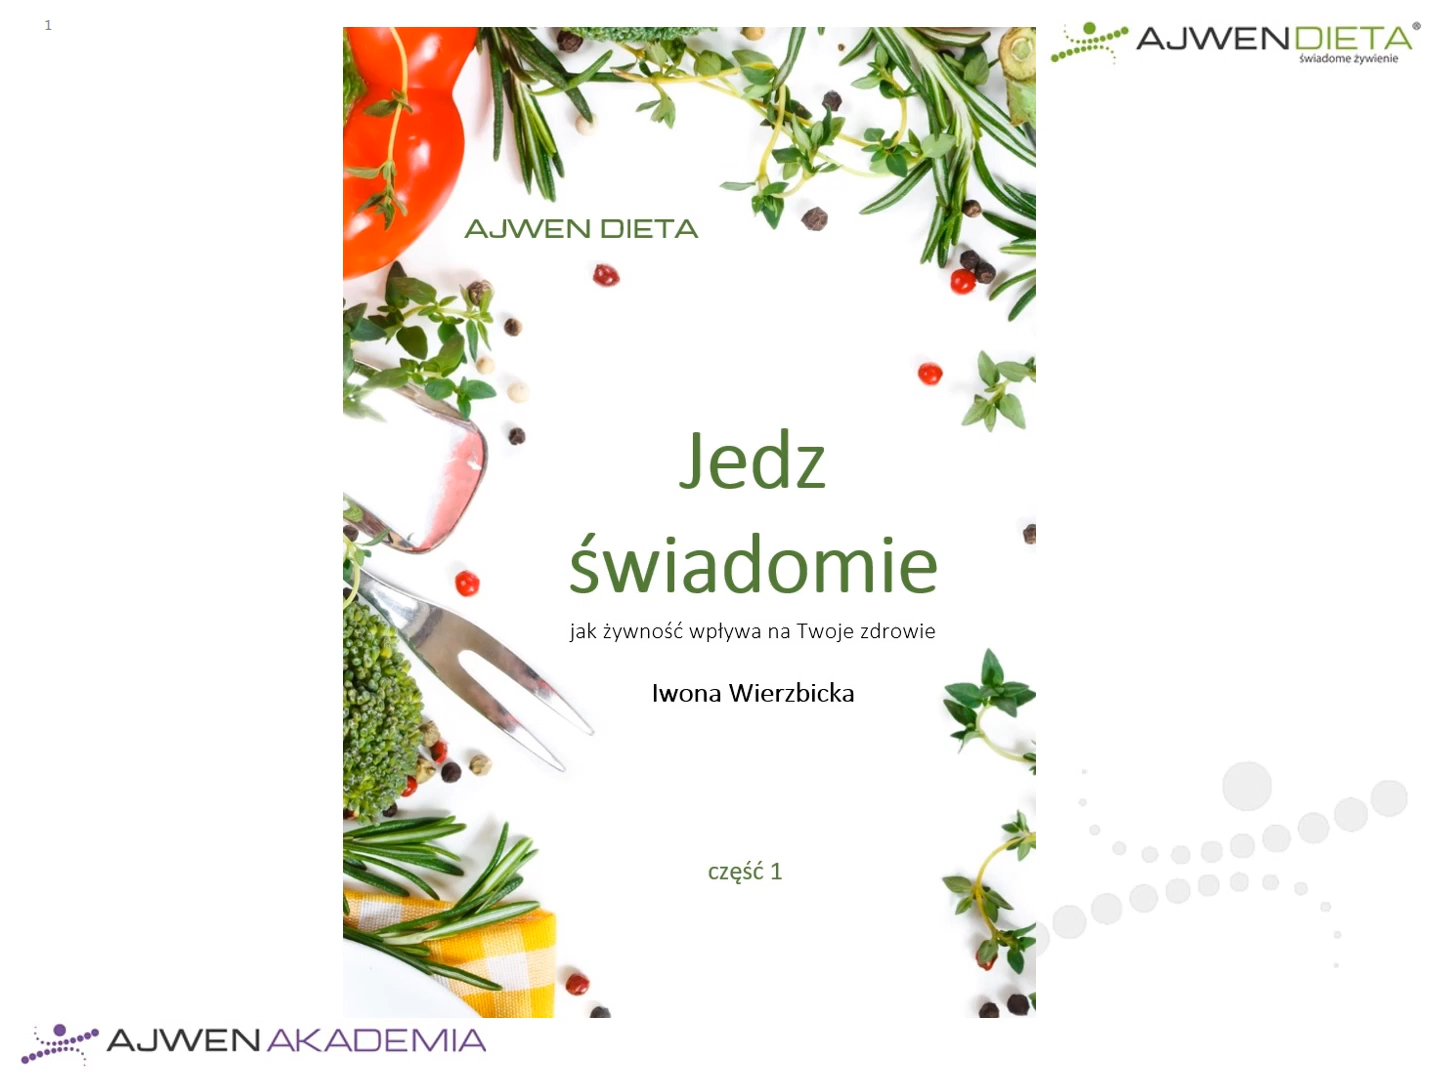 1
AJWENDIETA®
świadome żywienie
AJWEN DIETA
Jedz
świadomie
jak żywność wpływa na Twoje zdrowie
Iwona Wierzbicka
część 1
AJWENAKADEMIA